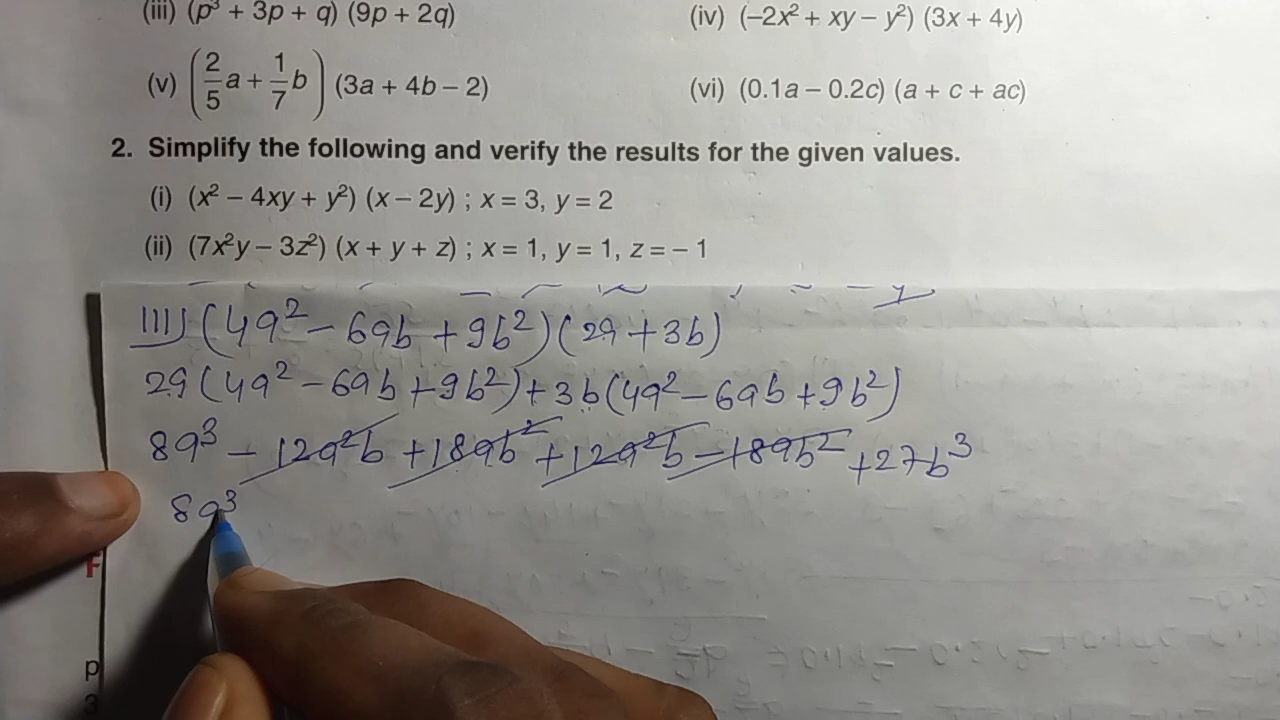 (iii) (p³ + 3p + q) (9p + 2q)
(iv) (–2x² + xy – y²) (3x + 4y)
(v) (2/5 a + 1/7 b) (3a + 4b – 2)
(vi) (0.1a – 0.2c) (a + c + ac)
2. Simplify the following and verify the results for the given values.
(i) (x² – 4xy + y²) (x – 2y) ; x = 3, y = 2
(ii) (7x²y – 3z²) (x + y + z) ; x = 1, y = 1, z = – 1
III) (4a² – 6ab + 9b²)(2a + 3b)
2a(4a² – 6ab + 9b²) + 3b(4a² – 6ab + 9b²)
8a³ – 12a²b + 18ab² + 12a²b – 18ab² + 27b³
8a³
F
p
3